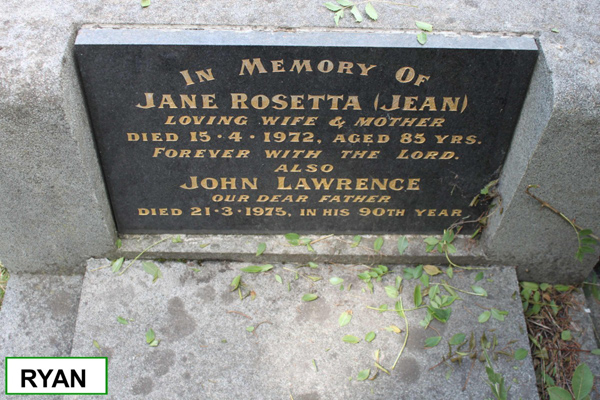 In Memory Of
Jane Rosetta (Jean)
Loving Wife & Mother
Died 15·4·1972, aged 85 yrs.
Forever with the Lord.
also
John Lawrence
our dear father
Died 21·3·1975, in his 90th year
RYAN